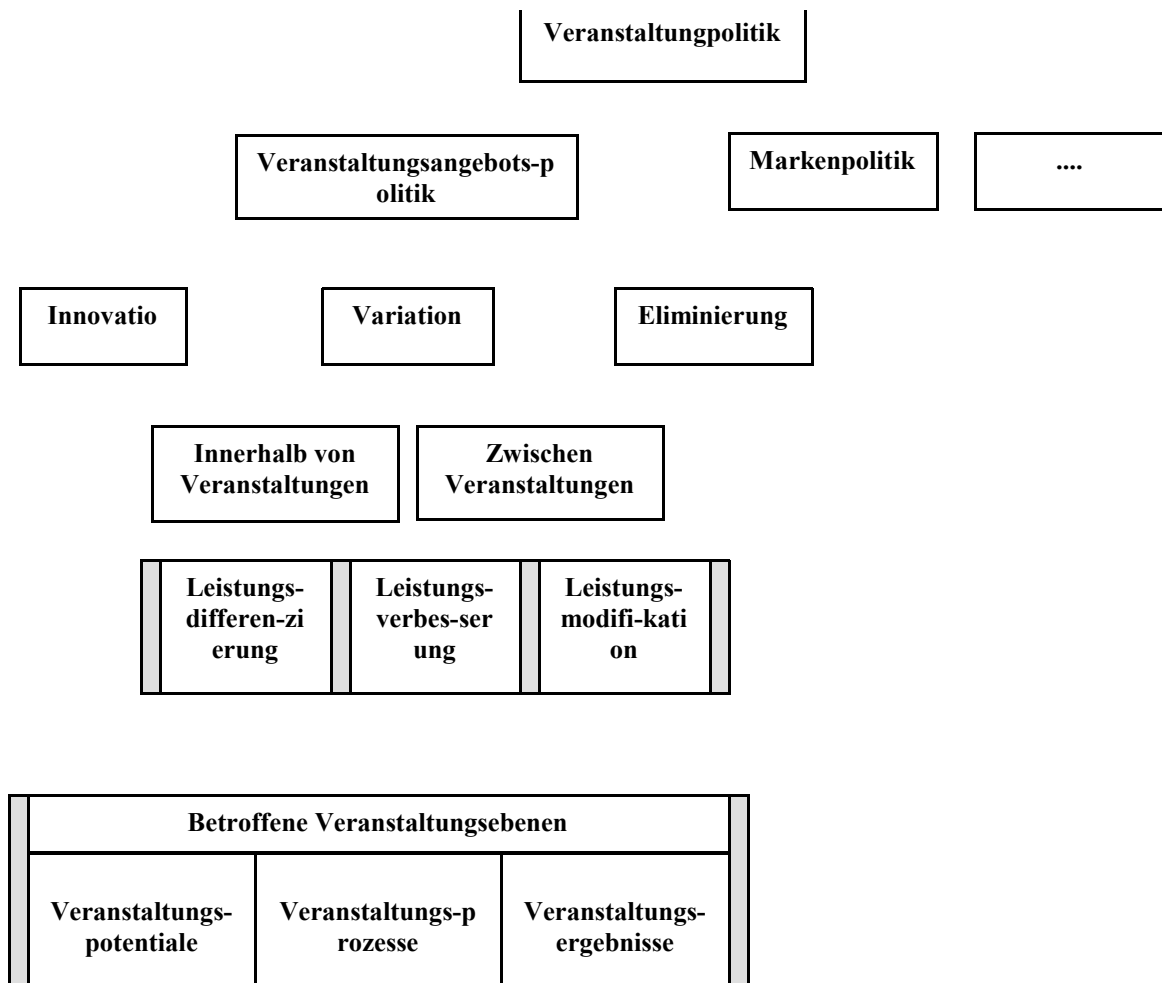 Veranstaltungpolitik
Veranstaltungsangebots-p
olitik
Markenpolitik
....
Innovatio
Variation
Eliminierung
Innerhalb von
Veranstaltungen
Zwischen
Veranstaltungen
Leistungs-
differen-zi
erung
Leistungs-
verbes-ser
ung
Leistungs-
modifi-kati
on
Betroffene Veranstaltungsebenen
Veranstaltungs-
potentiale
Veranstaltungs-p
rozesse
Veranstaltungs-
ergebnisse